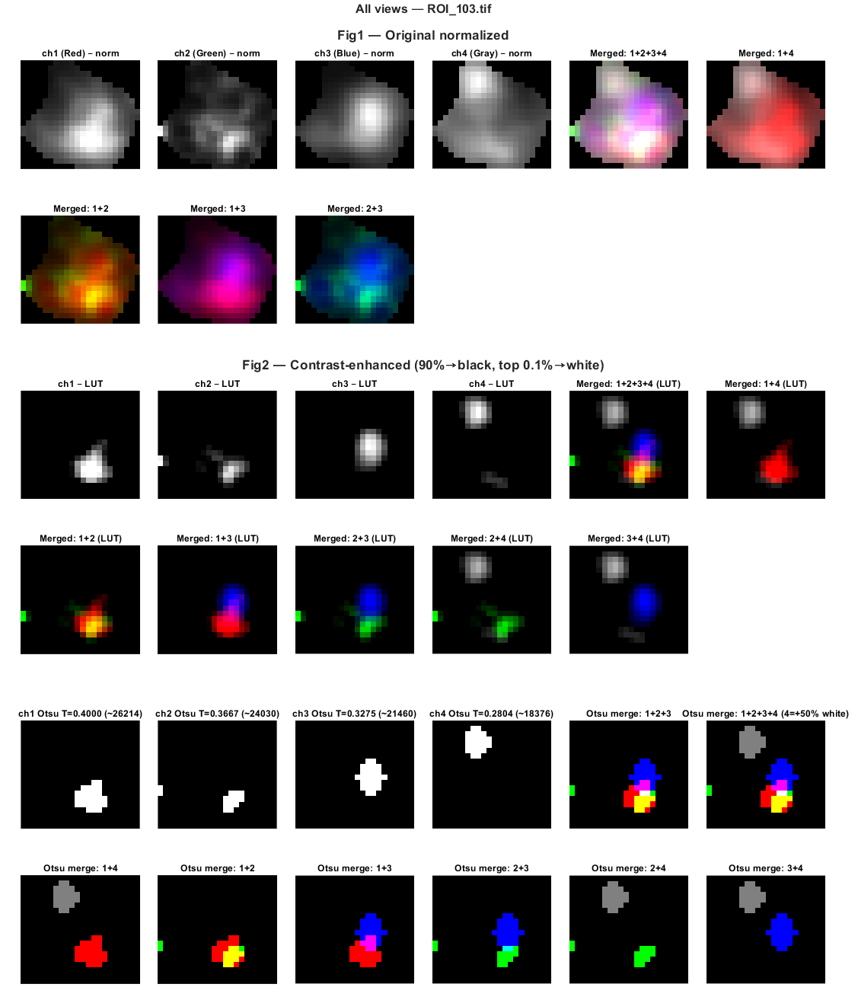 All views — ROI_103.tif
Fig1 — Original normalized
ch1 (Red) – norm
ch2 (Green) – norm
ch3 (Blue) – norm
ch4 (Gray) – norm
Merged: 1+2+3+4
Merged: 1+4
Merged: 1+2
Merged: 1+3
Merged: 2+3
Fig2 — Contrast-enhanced (90%→black, top 0.1%→white)
ch1 – LUT
ch2 – LUT
ch3 – LUT
ch4 – LUT
Merged: 1+2+3+4 (LUT)
Merged: 1+4 (LUT)
Merged: 1+2 (LUT)
Merged: 1+3 (LUT)
Merged: 2+3 (LUT)
Merged: 2+4 (LUT)
Merged: 3+4 (LUT)
ch1 Otsu T=0.4000 (~26214)
ch2 Otsu T=0.3667 (~24030)
ch3 Otsu T=0.3275 (~21460)
ch4 Otsu T=0.2804 (~18376)
Otsu merge: 1+2+3
Otsu merge: 1+2+3+4 (4=+50% white)
Otsu merge: 1+4
Otsu merge: 1+2
Otsu merge: 1+3
Otsu merge: 2+3
Otsu merge: 2+4
Otsu merge: 3+4